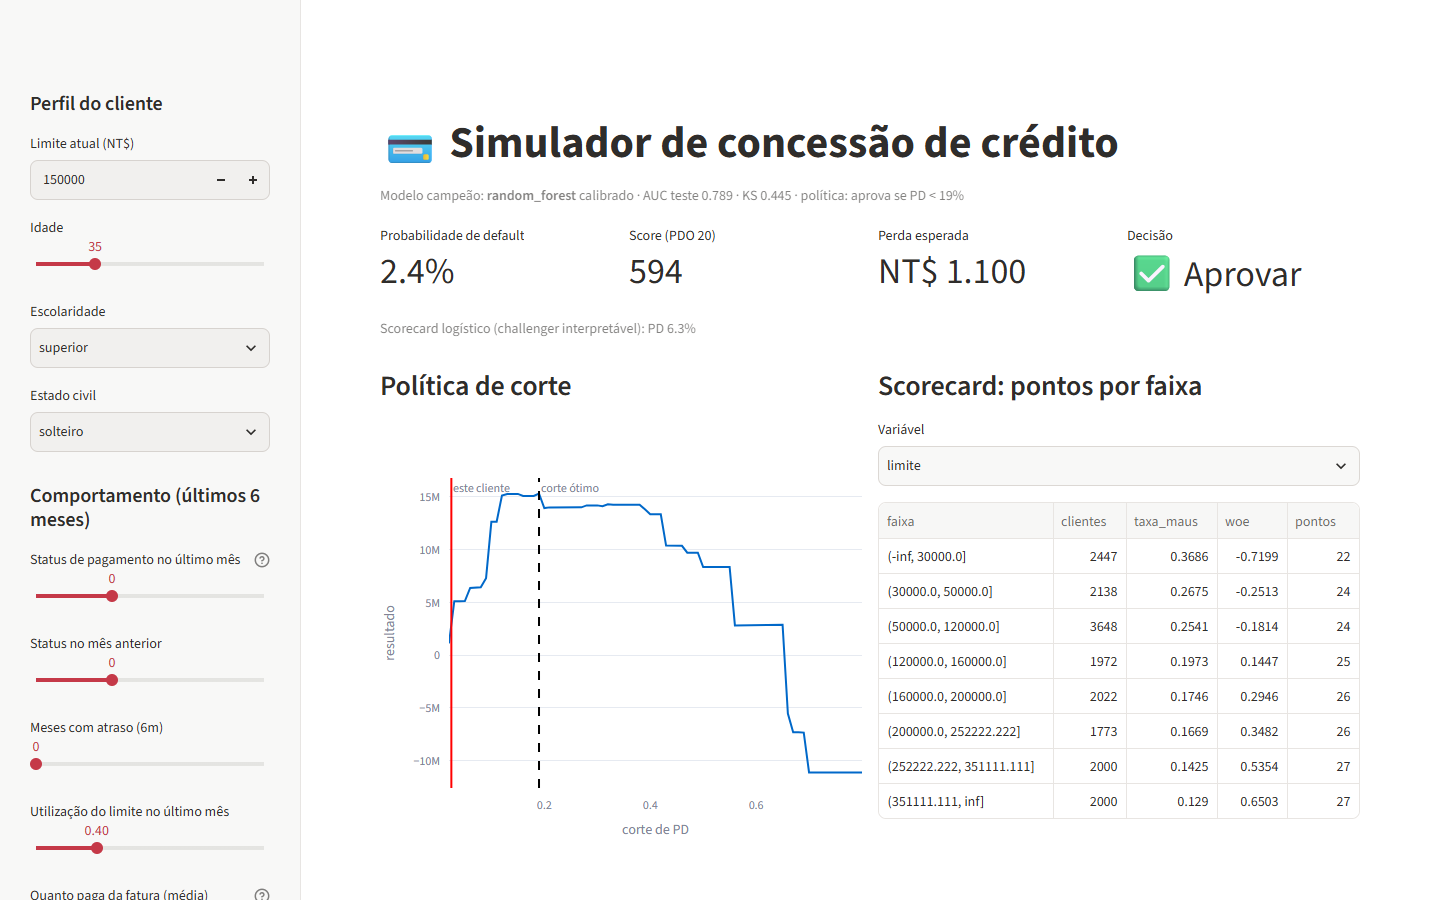 Perfil do cliente
Limite atual (NT$)
150000
Idade
35
Escolaridade
superior
Estado civil
solteiro
Comportamento (últimos 6
meses)
Status de pagamento no último mês
0
Status no mês anterior
0
Meses com atraso (6m)
0
Utilização do limite no último mês
0.40
Quanto paga da fatura (média)
Simulador de concessão de crédito
Modelo campeão: random_forest calibrado · AUC teste 0.789 · KS 0.445 · política: aprova se PD < 19%
Probabilidade de default
2.4%
Score (PDO 20)
594
Perda esperada
NT$ 1.100
Decisão
Aprovar
Scorecard logístico (challenger interpretável): PD 6.3%
Política de corte
este cliente
corte ótimo
15M
10M
5M
0
−5M
−10M
resultado
0.2
0.4
0.6
corte de PD
Scorecard: pontos por faixa
Variável
limite
faixa clientes taxa_maus woe pontos
(-inf, 30000.0] 2447 0.3686 -0.7199 22
(30000.0, 50000.0] 2138 0.2675 -0.2513 24
(50000.0, 120000.0] 3648 0.2541 -0.1814 24
(120000.0, 160000.0] 1972 0.1973 0.1447 25
(160000.0, 200000.0] 2022 0.1746 0.2946 26
(200000.0, 252222.222] 1773 0.1669 0.3482 26
(252222.222, 351111.111] 2000 0.1425 0.5354 27
(351111.111, inf] 2000 0.129 0.6503 27